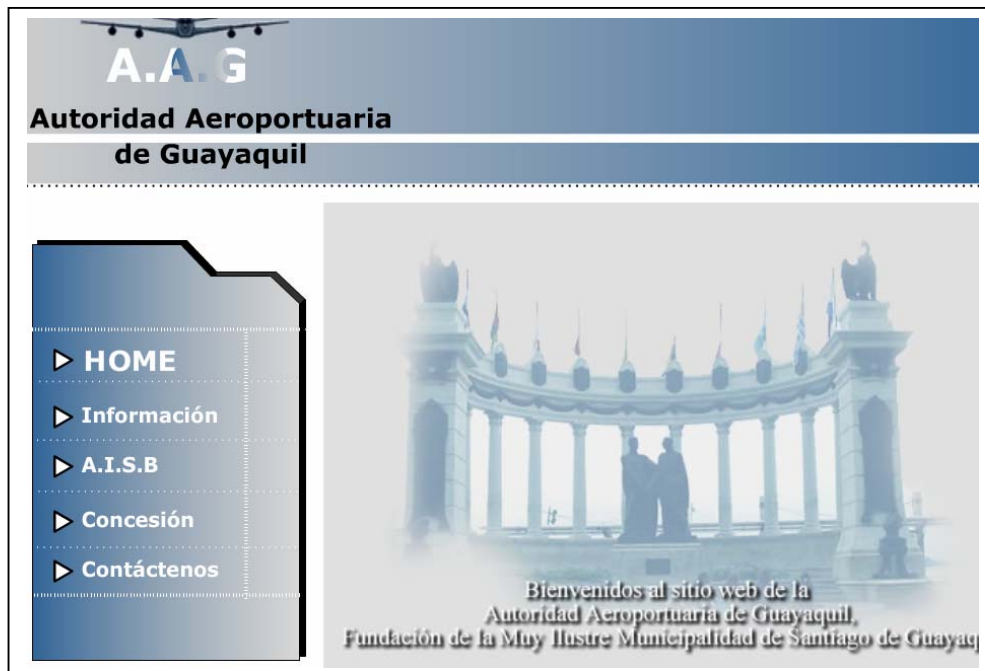 A.A.G
Autoridad Aeroportuaria
de Guayaquil
HOME
Información
A.I.S.B
Concesión
Contáctenos
Bienvenidos al sitio web de la
Autoridad Aeroportuaria de Guayaquil,
Fundación de la Muy Ilustre Municipalidad de Santiago de Guayaq